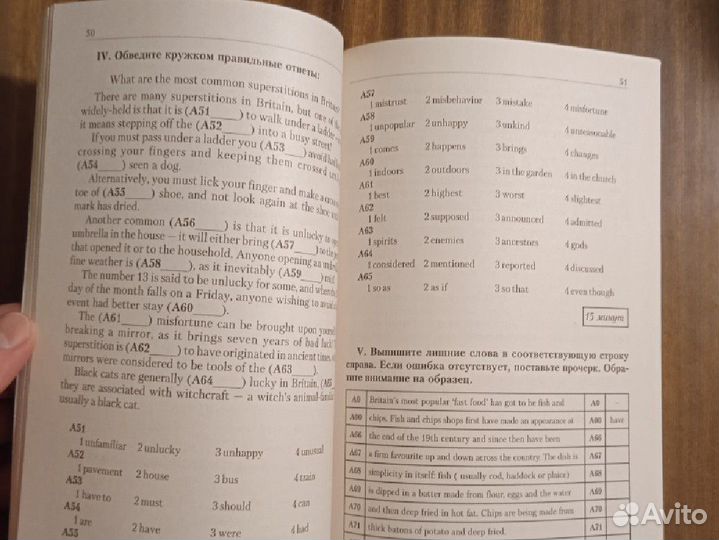 50
IV. Обведите кружком правильные ответы:
What are the most common superstitions in Britain?
There are many superstitions in Britain, but one of the
widely-held is that it is (A51____) to walk under a ladder –
it means stepping off the (A52____) into a busy street!
If you must pass under a ladder you (A53____) avoid bad
crossing your fingers and keeping them crossed until
(A54____) seen a dog.
Alternatively, you must lick your finger and make a cross
toe of (A55____) shoe, and not look again at the shoe until
mark has dried.
Another common (A56____) is that it is unlucky to open
umbrella in the house – it will either bring (A57____) to the
that opened it or to the household. Anyone opening an
fine weather is (A58____), as it inevitably (A59____)
The number 13 is said to be unlucky for some, and when the
day of the month falls on a Friday, anyone wishing to avoid
event had better stay (A60____).
The (A61____) misfortune can be brought upon yourself
breaking a mirror, as it brings seven years of bad luck!
superstition is (A62____) to have originated in ancient times,
mirrors were considered to be tools of the (A63____).
Black cats are generally (A64____) lucky in Britain,
they are associated with witchcraft – a witch's animal-
usually a black cat.
A51
1 unfamiliar 2 unlucky 3 unhappy 4 unusual
A52
1 pavement 2 house 3 bus 4 train
A53
1 have to 2 must 3 should 4 can
A54
1 are 2 have 3 were 4 had
A55
51
A57
1 mistrust 2 misbehavior 3 mistake 4 misfortune
A58
1 unpopular 2 unhappy 3 unkind 4 unseasonable
A59
1 comes 2 happens 3 brings 4 changes
A60
1 indoors 2 outdoors 3 in the garden 4 in the church
A61
1 best 2 highest 3 worst 4 slightest
A62
1 felt 2 supposed 3 announced 4 admitted
A63
1 spirits 2 enemies 3 ancestors 4 gods
A64
1 considered 2 mentioned 3 reported 4 discussed
A65
1 so as 2 as if 3 so that 4 even though
15 минут
V. Выпишите лишние слова в соответствующую строку
справа. Если ошибка отсутствует, поставьте прочерк. Обра-
тите внимание на образец.
A0 Britain's most popular 'fast food' has got to be fish and A0 –
A00 chips. Fish and chips shops first have made an appearance at A00 have
A66 the end of the 19th century and since then have been A66
A67 a firm favourite up and down across the country. The dish is A67
A68 simplicity in itself: fish ( usually cod, haddock or plaice) A68
A69 is dipped in a batter made from flour, eggs and the water A69
A70 and then deep fried in hot fat. Chips are being made from A70
A71 thick batons of potato and deep fried. A71
Avito